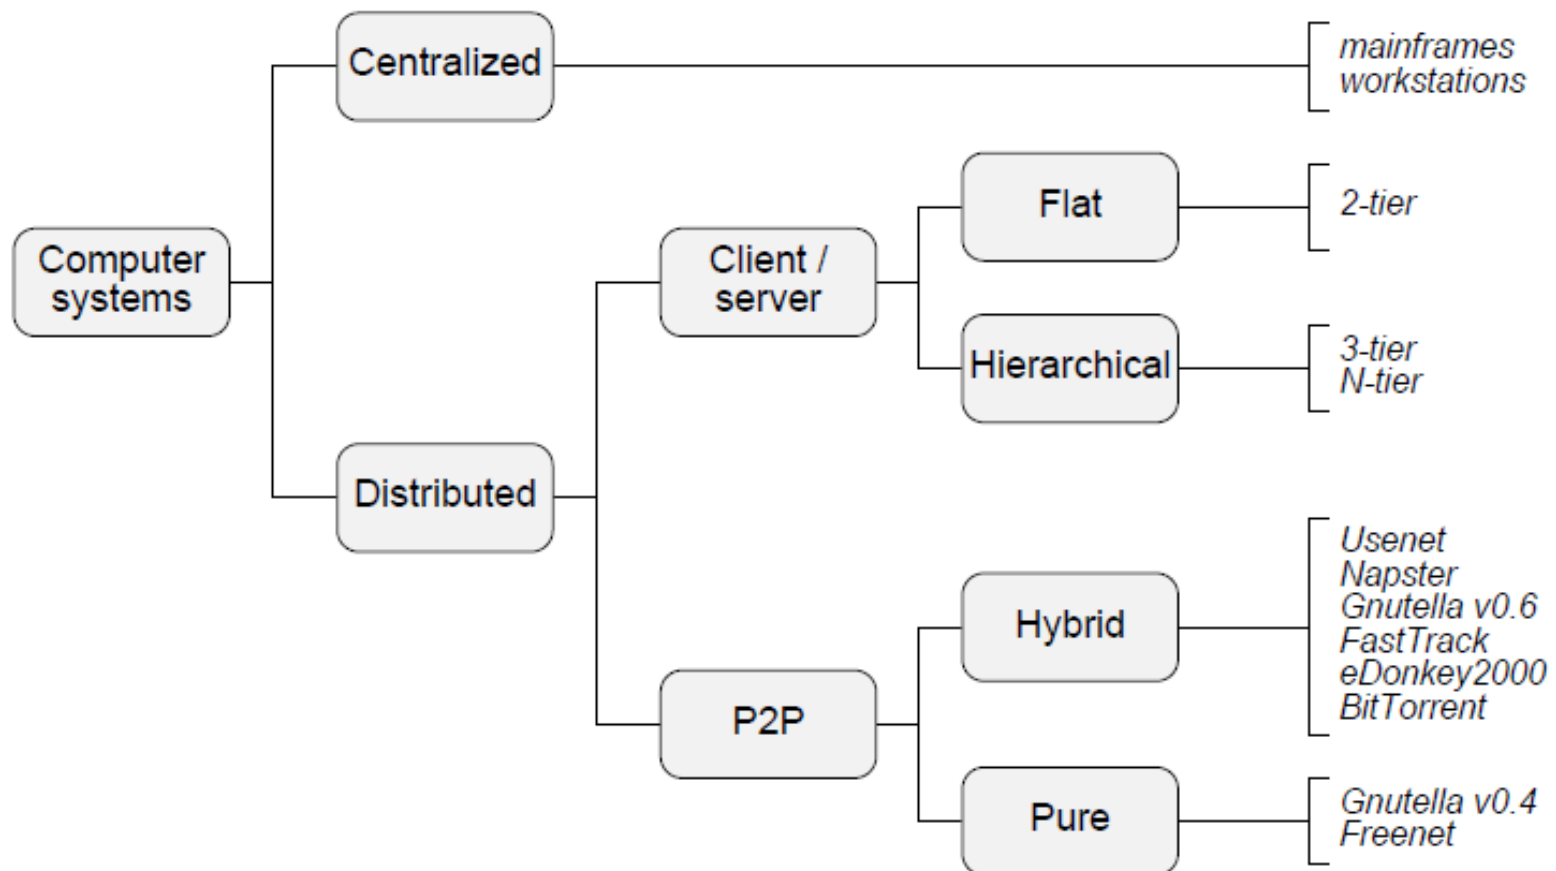 Centralized
mainframes
workstations
Flat
2-tier
Computer
systems
Client /
server
Hierarchical
3-tier
N-tier
Distributed
Usenet
Napster
Gnutella v0.6
FastTrack
eDonkey2000
BitTorrent
Hybrid
P2P
Pure
Gnutella v0.4
Freenet